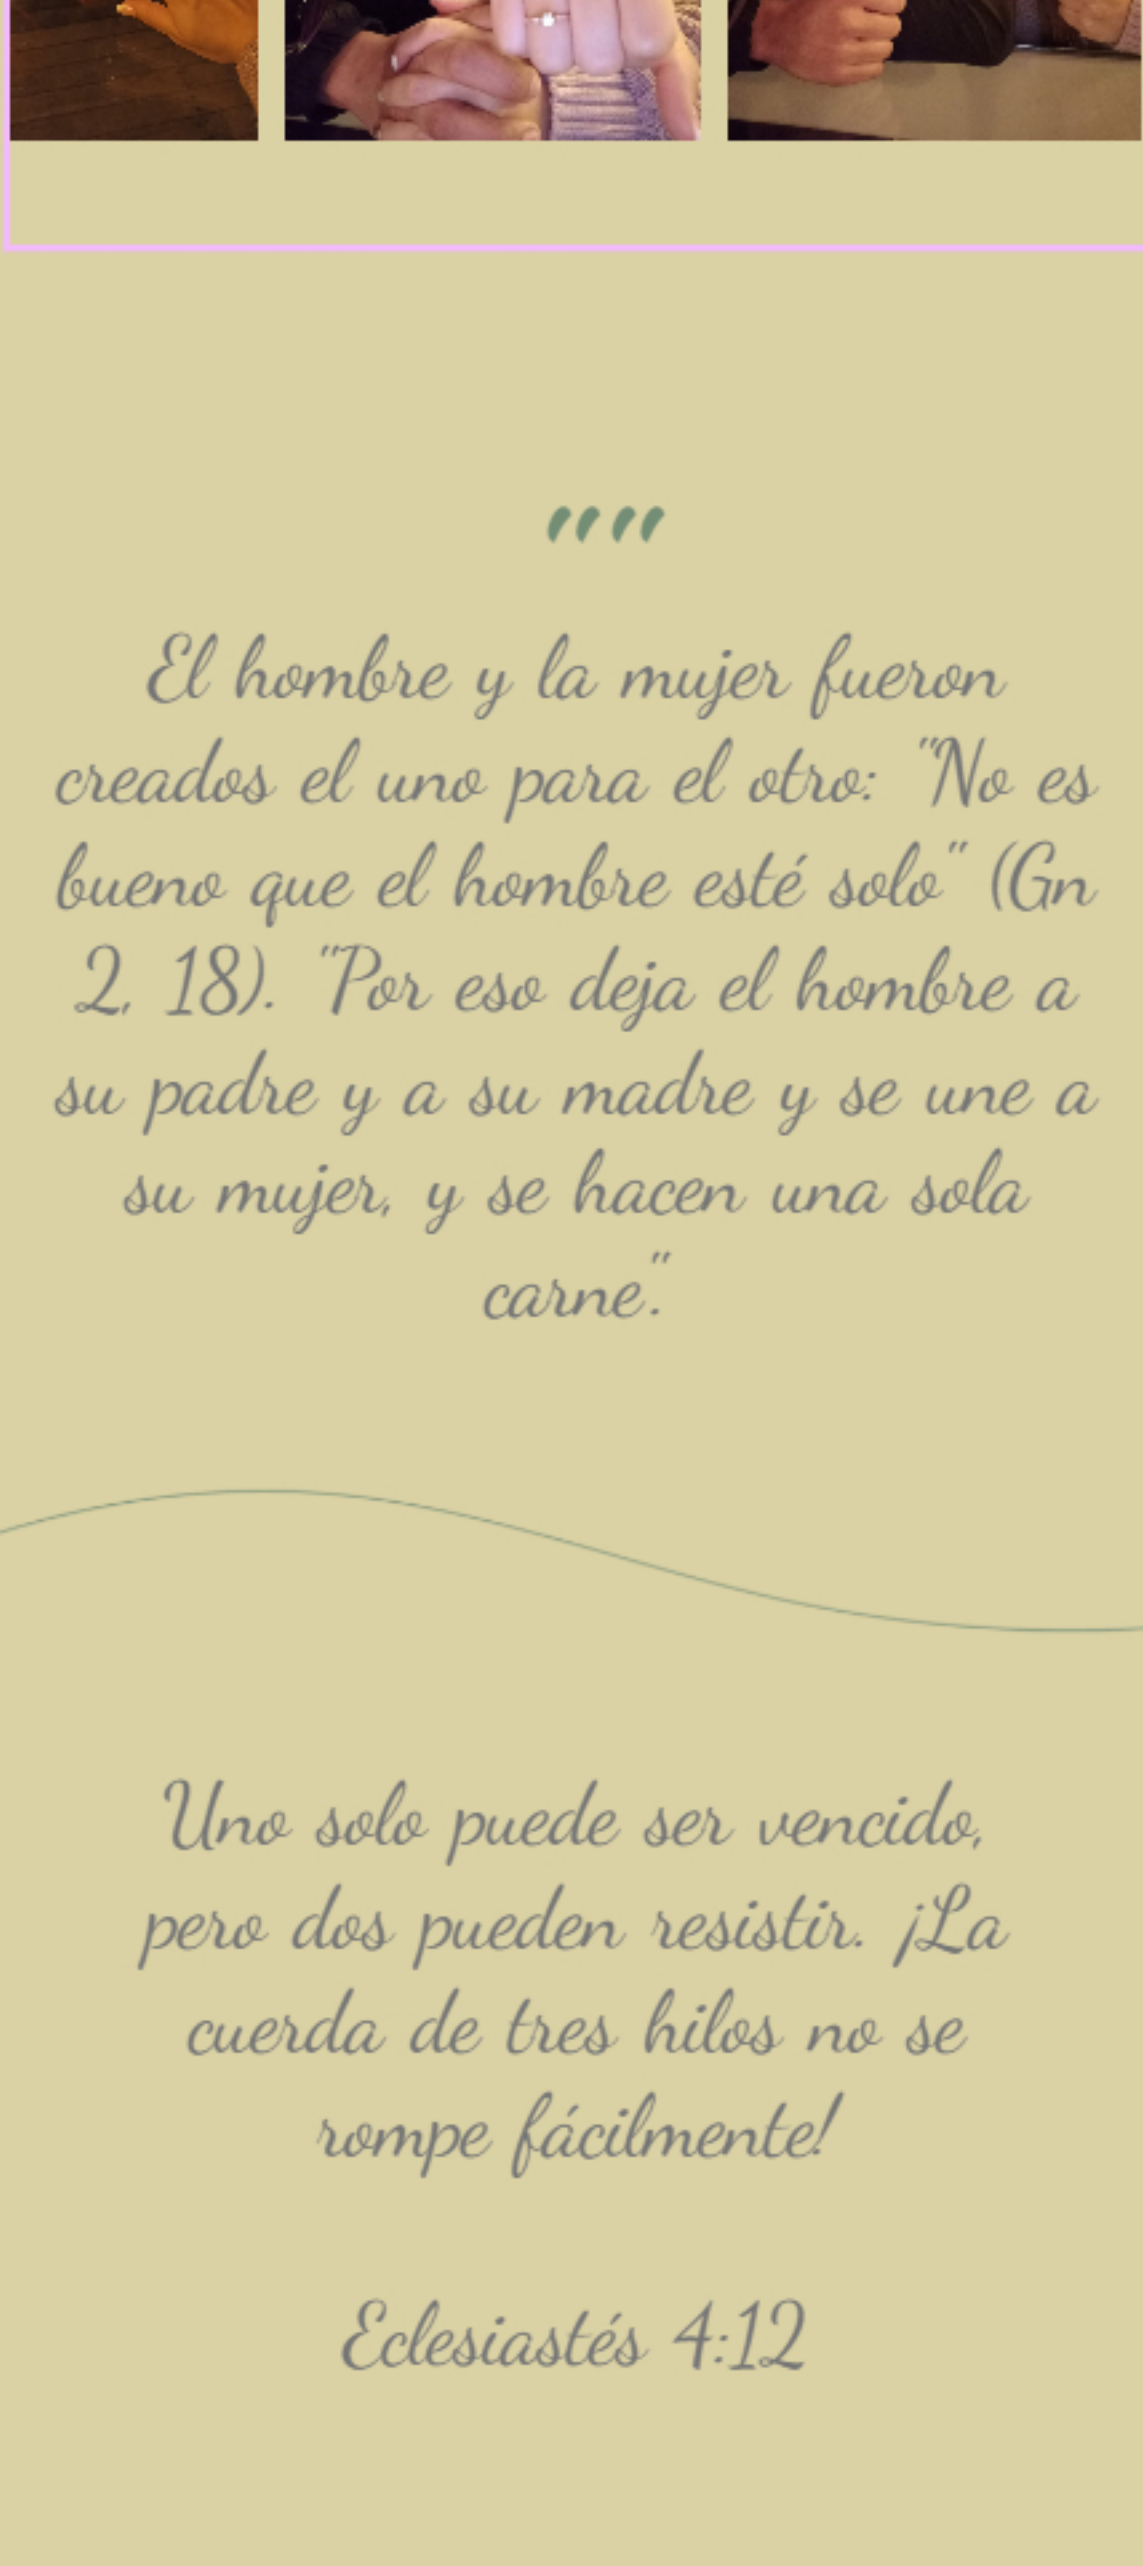 ""
El hombre y la mujer fueron
creados el uno para el otro: "No es
bueno que el hombre esté solo" (Gn
2, 18). "Por eso deja el hombre a
su padre y a su madre y se une a
su mujer, y se hacen una sola
carne".
Uno solo puede ser vencido,
pero dos pueden resistir. ¡La
cuerda de tres hilos no se
rompe fácilmente!
Eclesiastés 4:12